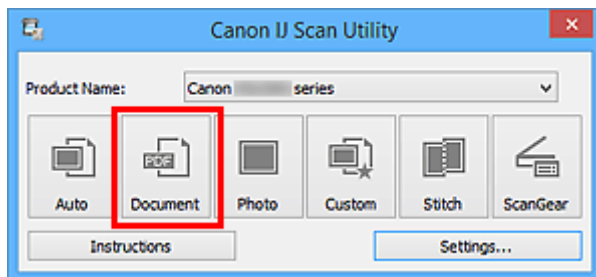 Canon IJ Scan Utility
Product Name: Canon series
PDF
Auto Document Photo Custom Stitch ScanGear
Instructions Settings...